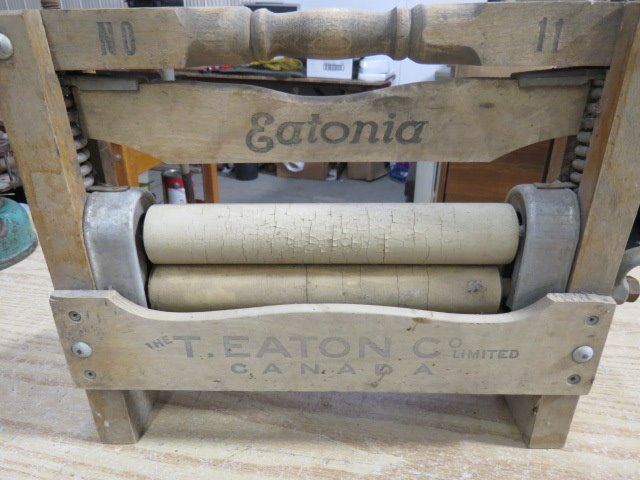 NO 11
Eatonia
THE T. EATON CO LIMITED
CANADA